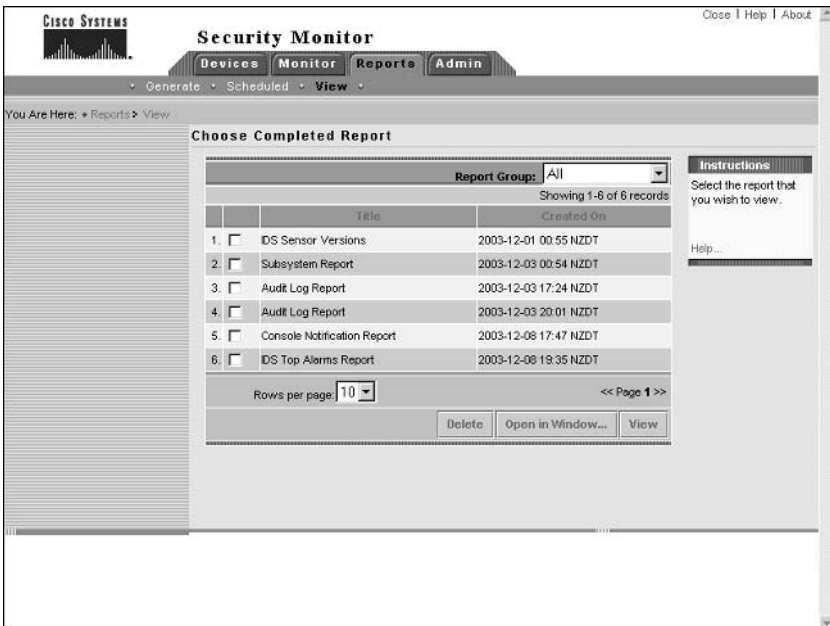 Close | Help | About
CISCO SYSTEMS
Security Monitor
Devices Monitor Reports Admin
Generate Scheduled View
You Are Here: Reports > View
Choose Completed Report
Report Group: All
Showing 1-6 of 6 records
Title Created On
1. IDS Sensor Versions 2003-12-01 00:55 NZDT
2. Subsystem Report 2003-12-03 00:54 NZDT
3. Audit Log Report 2003-12-03 17:24 NZDT
4. Audit Log Report 2003-12-03 20:01 NZDT
5. Console Notification Report 2003-12-08 17:47 NZDT
6. IDS Top Alarms Report 2003-12-08 19:35 NZDT
Rows per page: 10 << Page 1 >>
Delete Open in Window... View
Instructions
Select the report that
you wish to view.
Help...